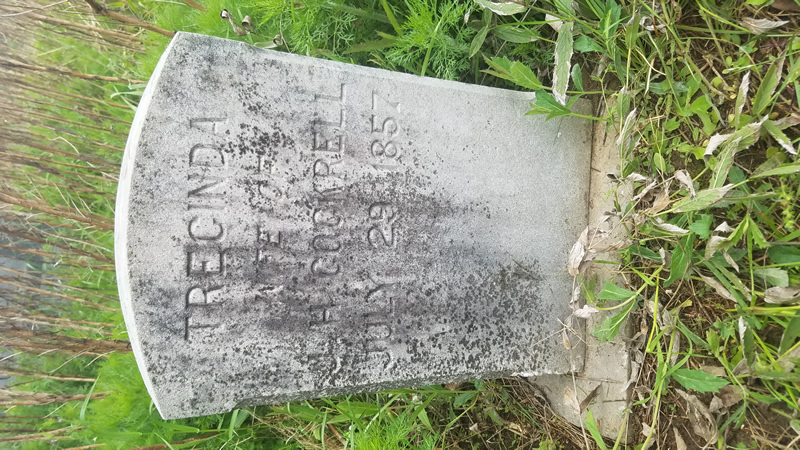 TRECINDA
WIFE OF
J.H. COCKRELL
JULY 29 1857